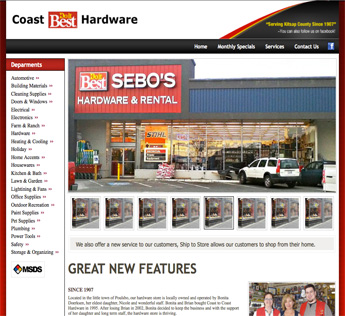 Coast Do it Best Hardware
"Serving Kitsap County Since 1907"
- You can also follow us on facebook!
Home Monthly Specials Services Contact Us f
Deparments
Automotive
Building Materials
Cleaning Supplies
Doors & Windows
Electrical
Electronics
Farm & Ranch
Hardware
Heating & Cooling
Holiday
Home Accents
Housewares
Kitchen & Bath
Lawn & Garden
Lightning & Fans
Office Supplies
Outdoor Recreation
Paint Supplies
Pet Supplies
Plumbing
Power Tools
Safety
Storage & Organizing
MSDS
Do it Best SEBO'S
HARDWARE & RENTAL
STIHL
We also offer a new service to our customers, Ship to Store allows our customers to shop from their home.
GREAT NEW FEATURES
SINCE 1907
Located in the little town of Poulsbo, our hardware store is locally owned and operated by Bonita
Doornon, her eldest daughter, Nicole and wonderful staff. Bonita and Brian bought Coast to Coast
Hardware in 1995. After losing Brian in 2002, Bonita decided to keep the business and with the support
of her daughter and long term staff, the hardware store is thriving.